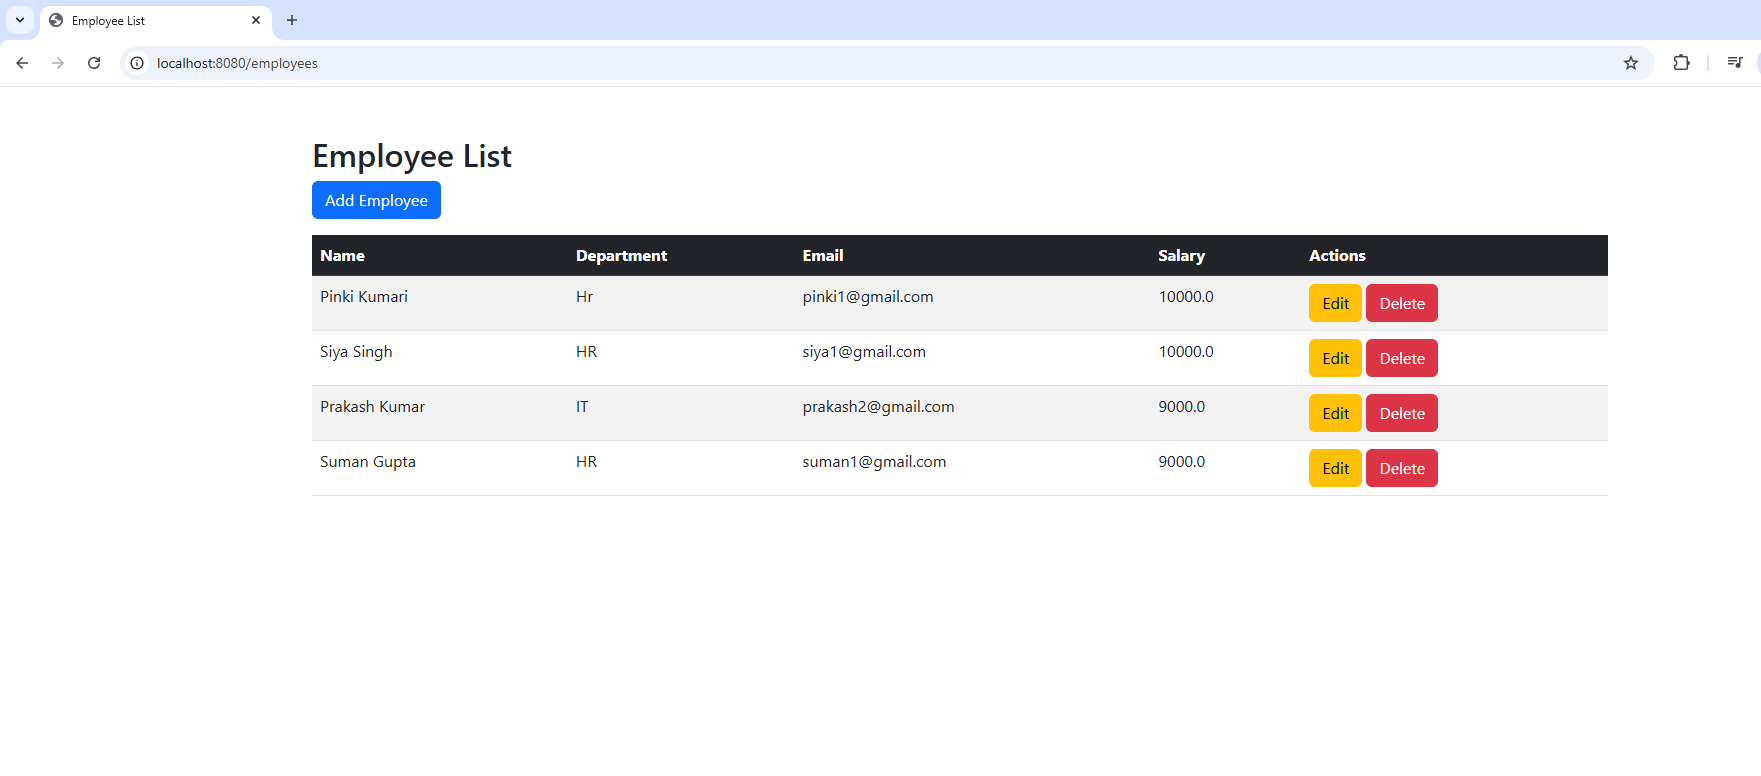 Employee List
localhost:8080/employees
Employee List
Add Employee
Name Department Email Salary Actions
Pinki Kumari Hr pinki1@gmail.com 10000.0 Edit Delete
Siya Singh HR siya1@gmail.com 10000.0 Edit Delete
Prakash Kumar IT prakash2@gmail.com 9000.0 Edit Delete
Suman Gupta HR suman1@gmail.com 9000.0 Edit Delete